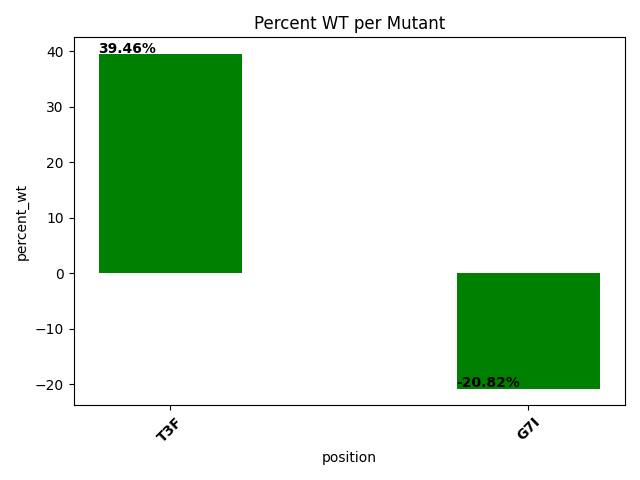 Percent WT per Mutant
39.46%
40
30
20
10
0
−10
−20
-20.82%
percent_wt
T3F
G7I
position